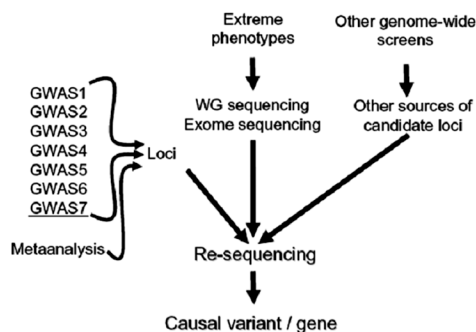 Extreme
phenotypes
Other genome-wide
screens
GWAS1
GWAS2
GWAS3
GWAS4
GWAS5
GWAS6
GWAS7
Metaanalysis
Loci
WG sequencing
Exome sequencing
Other sources of
candidate loci
Re-sequencing
Causal variant / gene